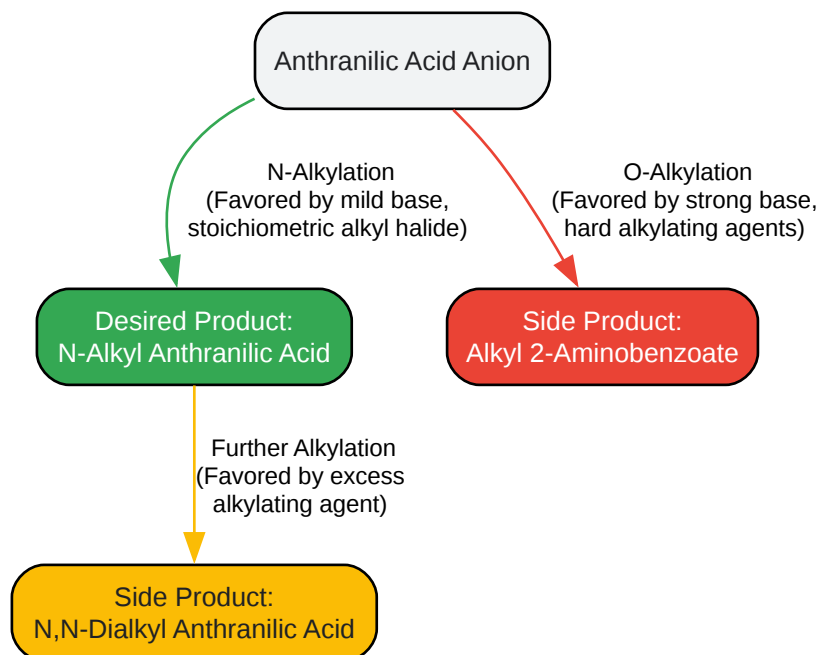 Anthranilic Acid Anion
N-Alkylation
(Favored by mild base,
stoichiometric alkyl halide)
O-Alkylation
(Favored by strong base,
hard alkylating agents)
Desired Product:
N-Alkyl Anthranilic Acid
Side Product:
Alkyl 2-Aminobenzoate
Further Alkylation
(Favored by excess
alkylating agent)
Side Product:
N,N-Dialkyl Anthranilic Acid